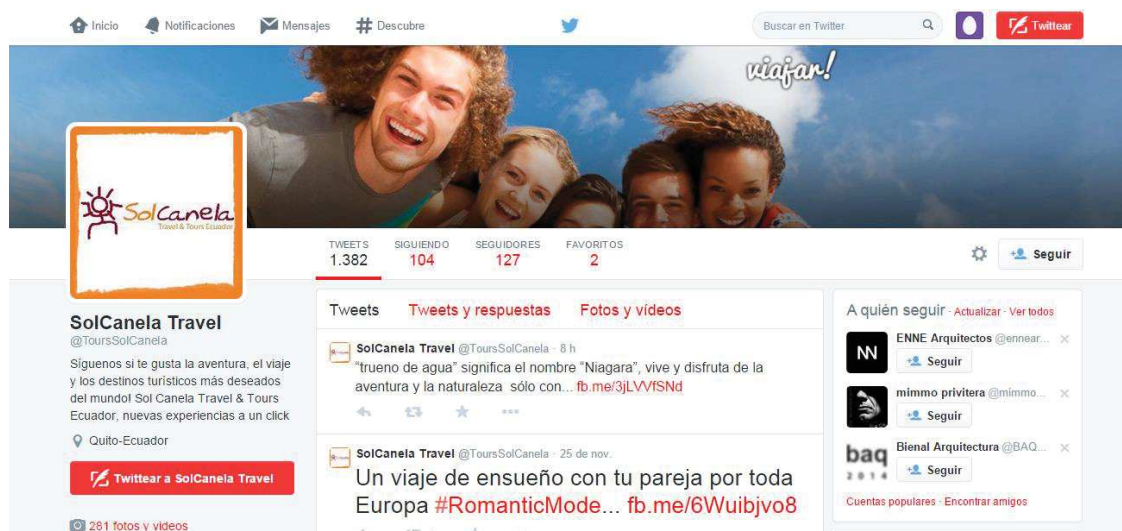 Inicio Notificaciones Mensajes # Descubre Buscar en Twitter Twittear
viajar!
SolCanela
Travel & Tours Ecuador
TWEETS SIGUIENDO SEGUIDORES FAVORITOS
1.382 104 127 2
Seguir
SolCanela Travel
@ToursSolCanela
Síguenos si te gusta la aventura, el viaje
y los destinos turísticos más deseados
del mundo! Sol Canela Travel & Tours
Ecuador, nuevas experiencias a un click
Quito-Ecuador
Twittear a SolCanela Travel
281 fotos y videos
Tweets Tweets y respuestas Fotos y vídeos
SolCanela Travel @ToursSolCanela · 8 h
"trueno de agua" significa el nombre "Niagara", vive y disfruta de la
aventura y la naturaleza sólo con... fb.me/3jLVVfSNd
SolCanela Travel @ToursSolCanela · 25 de nov.
Un viaje de ensueño con tu pareja por toda
Europa #RomanticMode... fb.me/6Wuibjvo8
A quién seguir · Actualizar · Ver todos
ENNE Arquitectos @ennear...
Seguir
mimmo privitera @mimmo...
Seguir
Bienal Arquitectura @BAQ...
Seguir
NN
baq
2014
Cuentas populares · Encontrar amigos